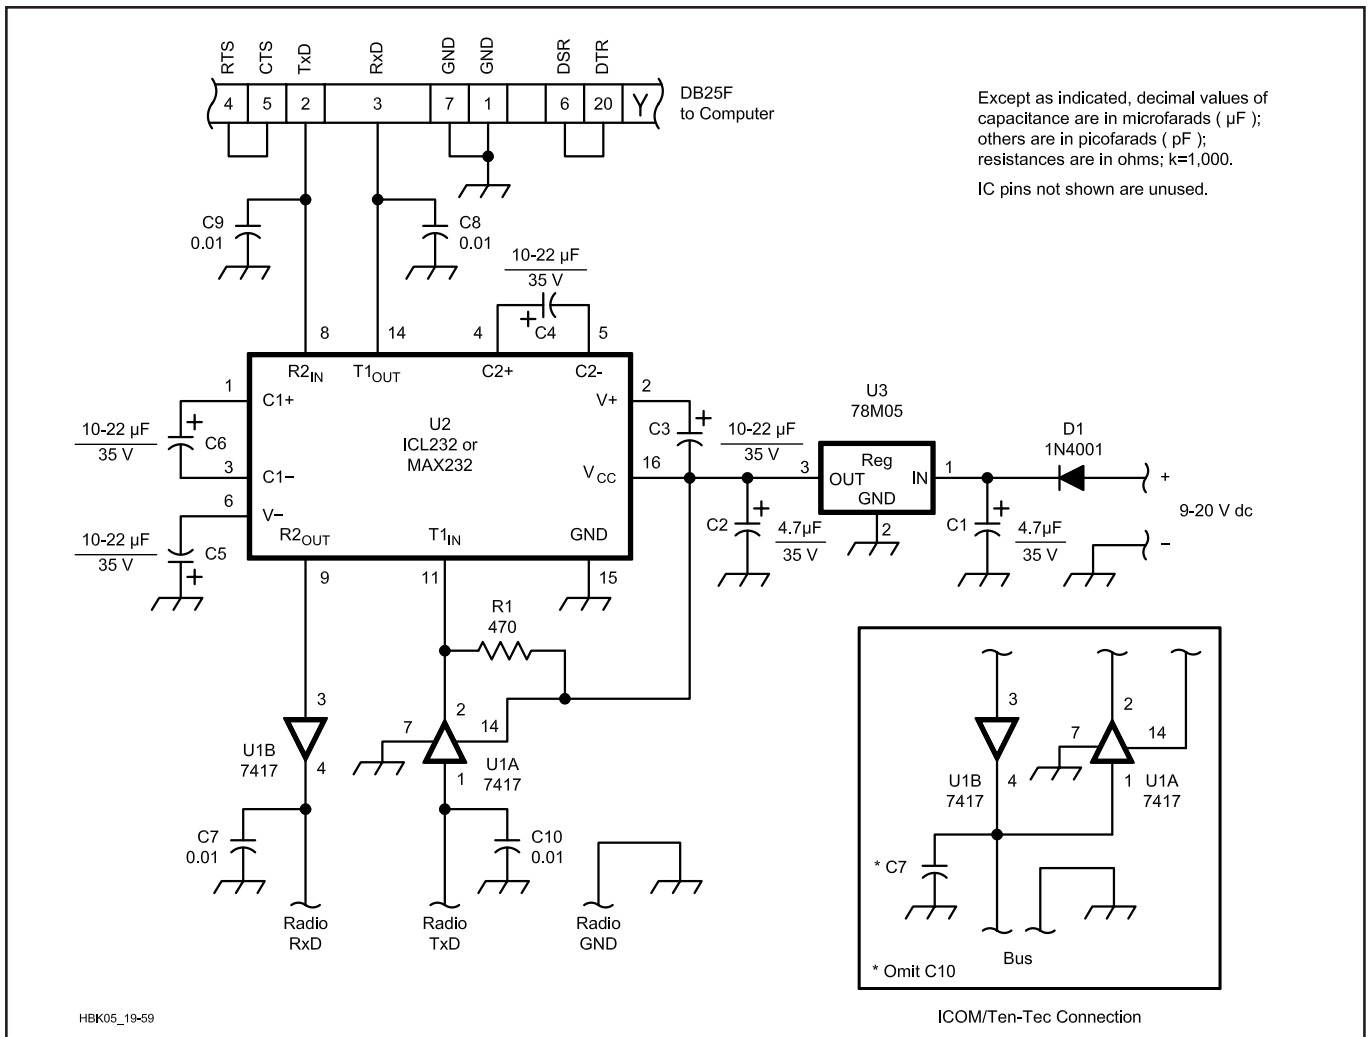 RTS
CTS
TxD
RxD
GND
GND
DSR
DTR
4
5
2
3
7
1
6
20
Y
DB25F
to Computer
Except as indicated, decimal values of
capacitance are in microfarads ( µF );
others are in picofarads ( pF );
resistances are in ohms; k=1,000.
IC pins not shown are unused.
C9
0.01
C8
0.01
10-22 µF
35 V
+
C4
8
14
4
5
R2IN
T1OUT
C2+
C2-
1
C1+
2
V+
U2
ICL232 or
MAX232
10-22 µF
35 V
+
C6
3
C1–
6
V–
16
VCC
C3
+
10-22 µF
35 V
U3
78M05
3
Reg
OUT
IN
GND
1
2
D1
1N4001
+
9-20 V dc
–
C2
+
4.7µF
35 V
C1
+
4.7µF
35 V
10-22 µF
35 V
C5
+
R2OUT
T1IN
GND
9
11
15
R1
470
3
U1B
7417
4
7
2
14
1
U1A
7417
C7
0.01
C10
0.01
Radio
RxD
Radio
TxD
Radio
GND
3
U1B
7417
4
7
2
14
1
U1A
7417
* C7
Bus
* Omit C10
ICOM/Ten-Tec Connection
HBK05_19-59